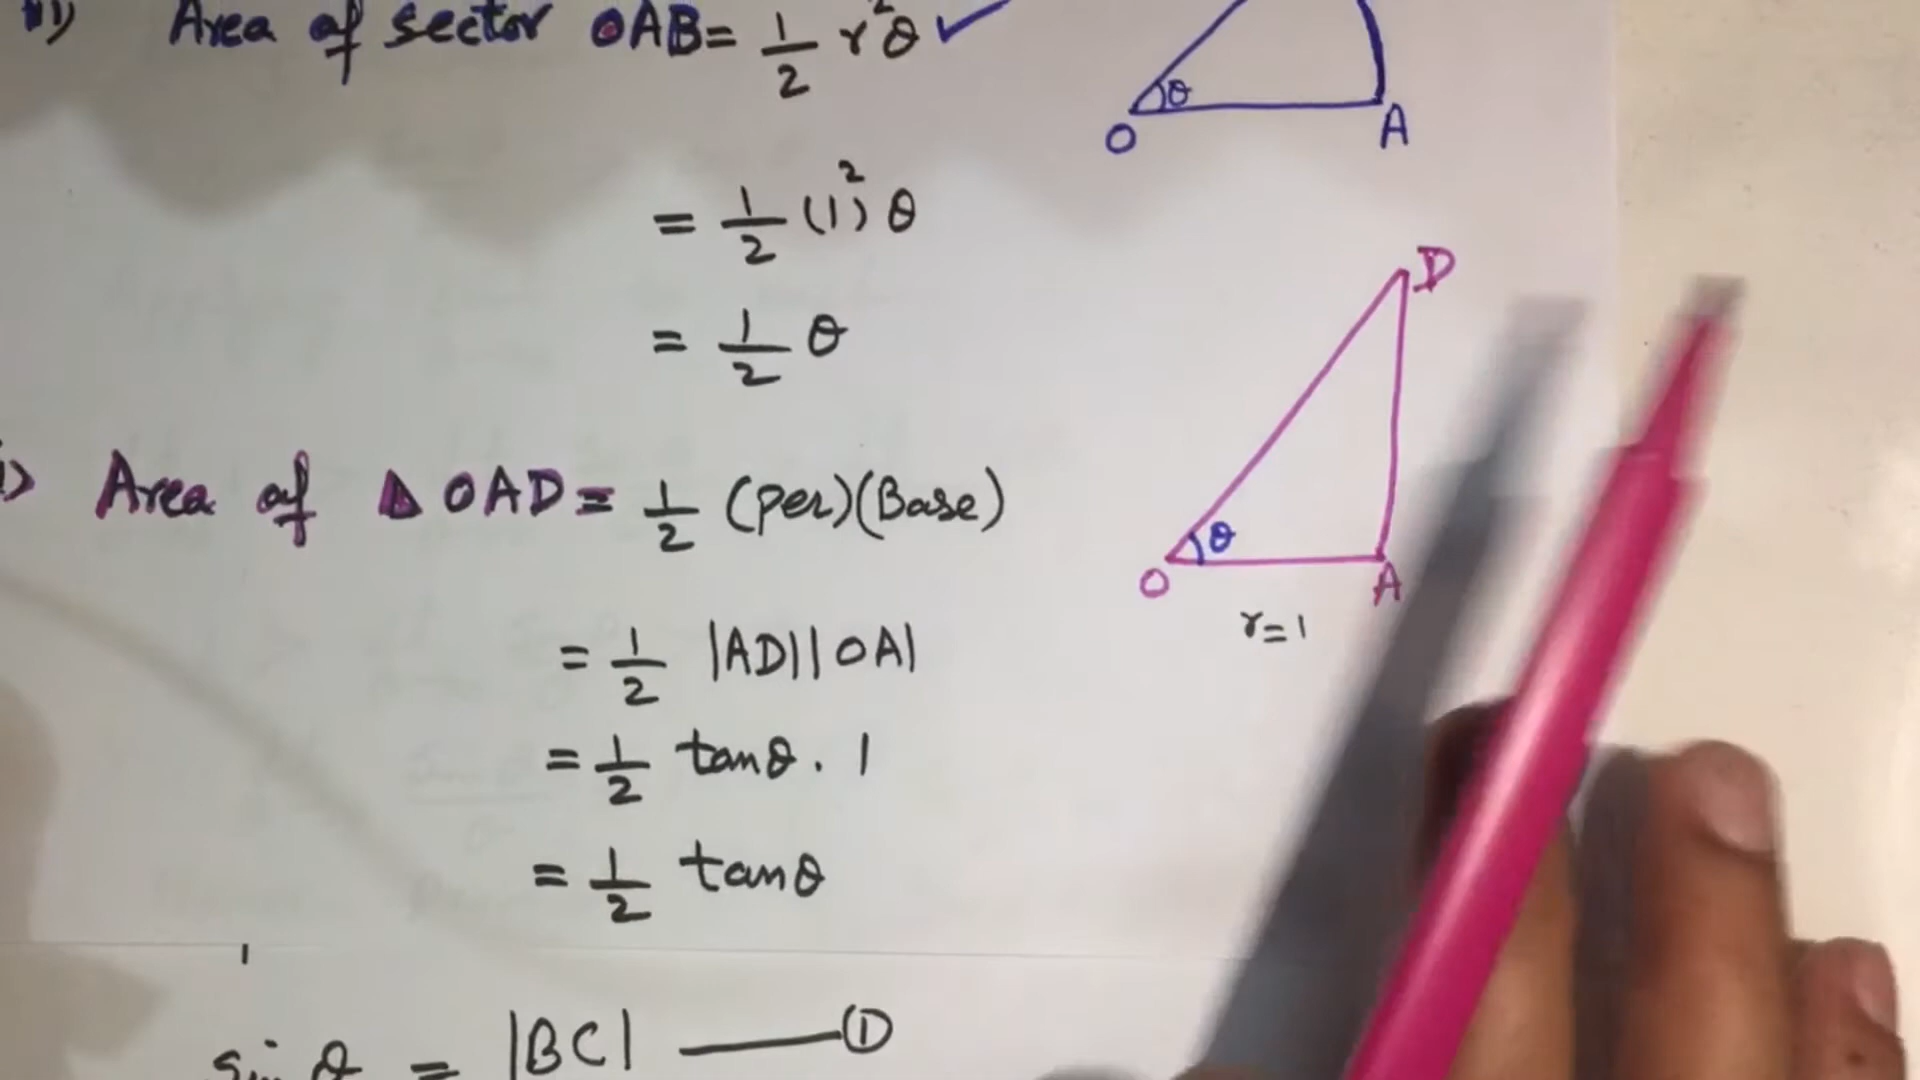 ii) Area of sector OAB = 1/2 r²θ ✓
θ
O A
= 1/2 (1)² θ
= 1/2 θ
D
θ
O A
r=1
i) Area of Δ OAD = 1/2 (Per)(Base)
= 1/2 |AD||OA|
= 1/2 tanθ . 1
= 1/2 tanθ
sin θ = |BC| —— ①